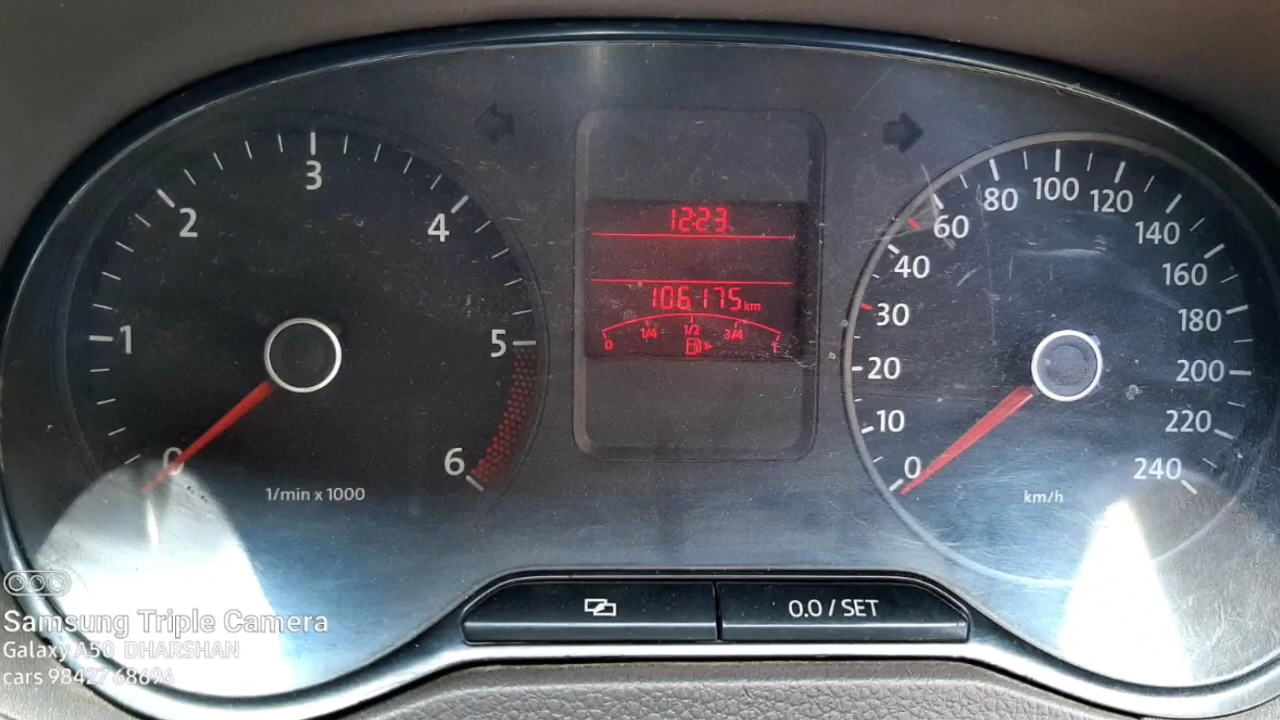 0
1
2
3
4
5
6
1/min x 1000
12:23
106175 km
0 1/4 1/2 3/4 1
0
10
20
30
40
60
80
100
120
140
160
180
200
220
240
km/h
0.0 / SET
Samsung Triple Camera
Galaxy A50 DHARSHAN
cars 98427 68696